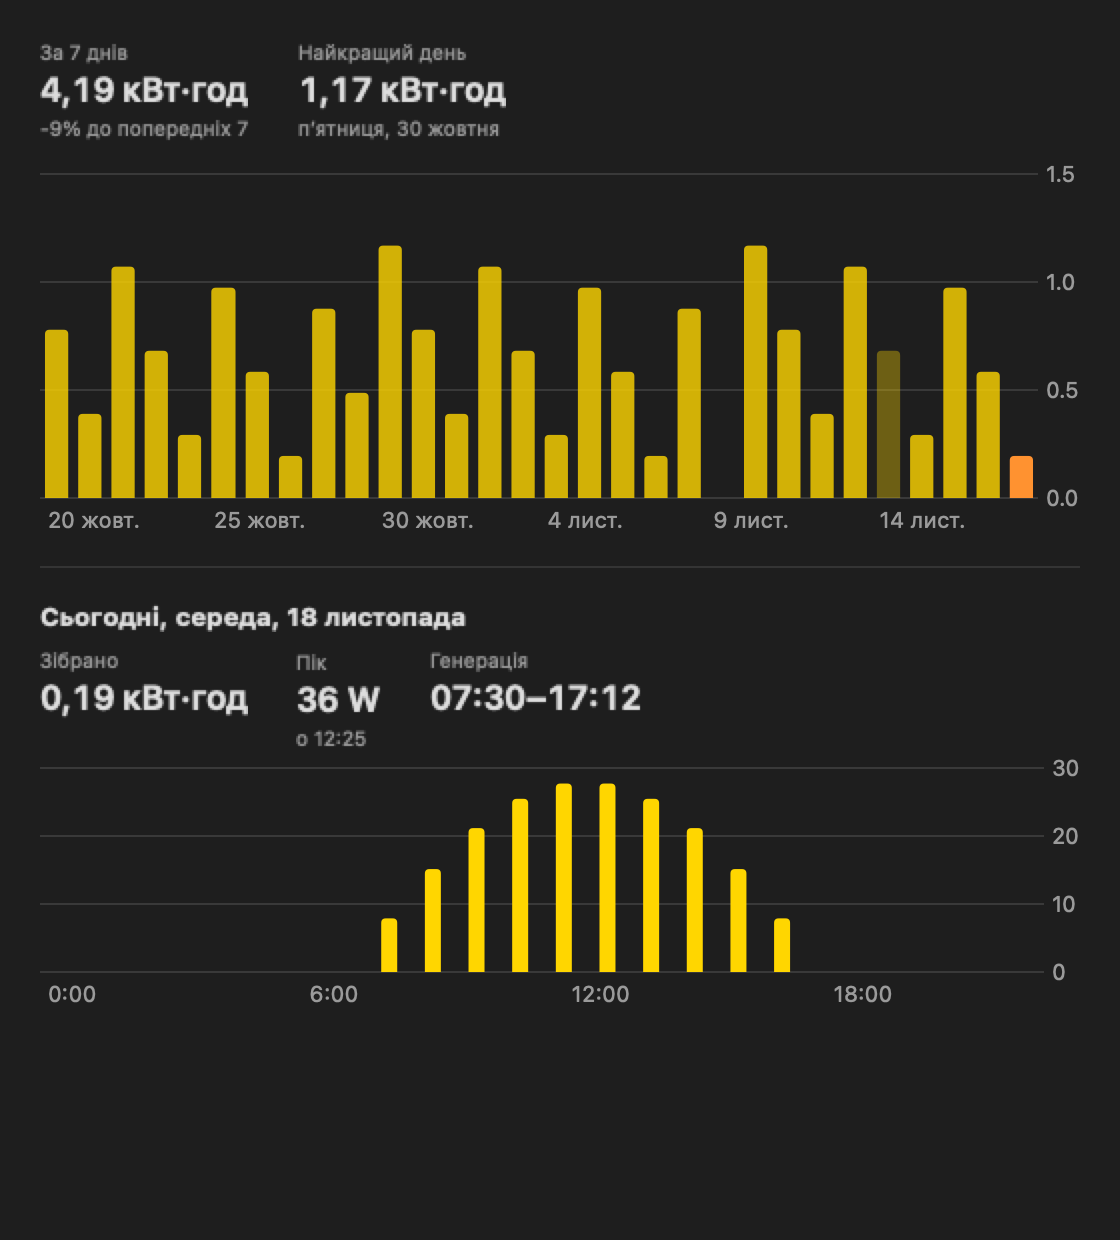 За 7 днів
4,19 кВт·год
-9% до попередніх 7
Найкращий день
1,17 кВт·год
п'ятниця, 30 жовтня
1.5
1.0
0.5
0.0
20 жовт.
25 жовт.
30 жовт.
4 лист.
9 лист.
14 лист.
Сьогодні, середа, 18 листопада
Зібрано
0,19 кВт·год
Пік
36 W
о 12:25
Генерація
07:30–17:12
30
20
10
0
0:00
6:00
12:00
18:00